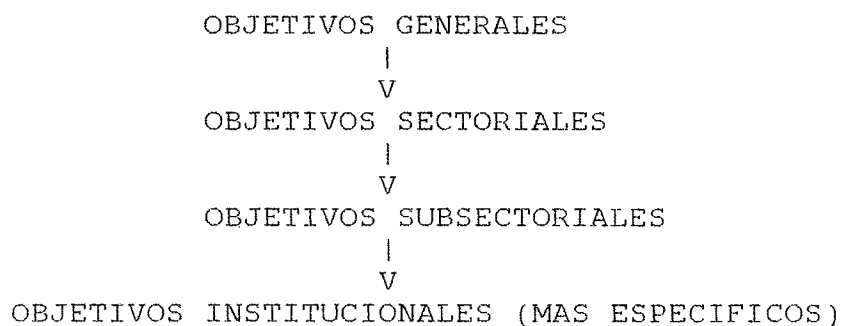 OBJETIVOS GENERALES
|
V
OBJETIVOS SECTORIALES
|
V
OBJETIVOS SUBSECTORIALES
|
V
OBJETIVOS INSTITUCIONALES (MAS ESPECIFICOS)